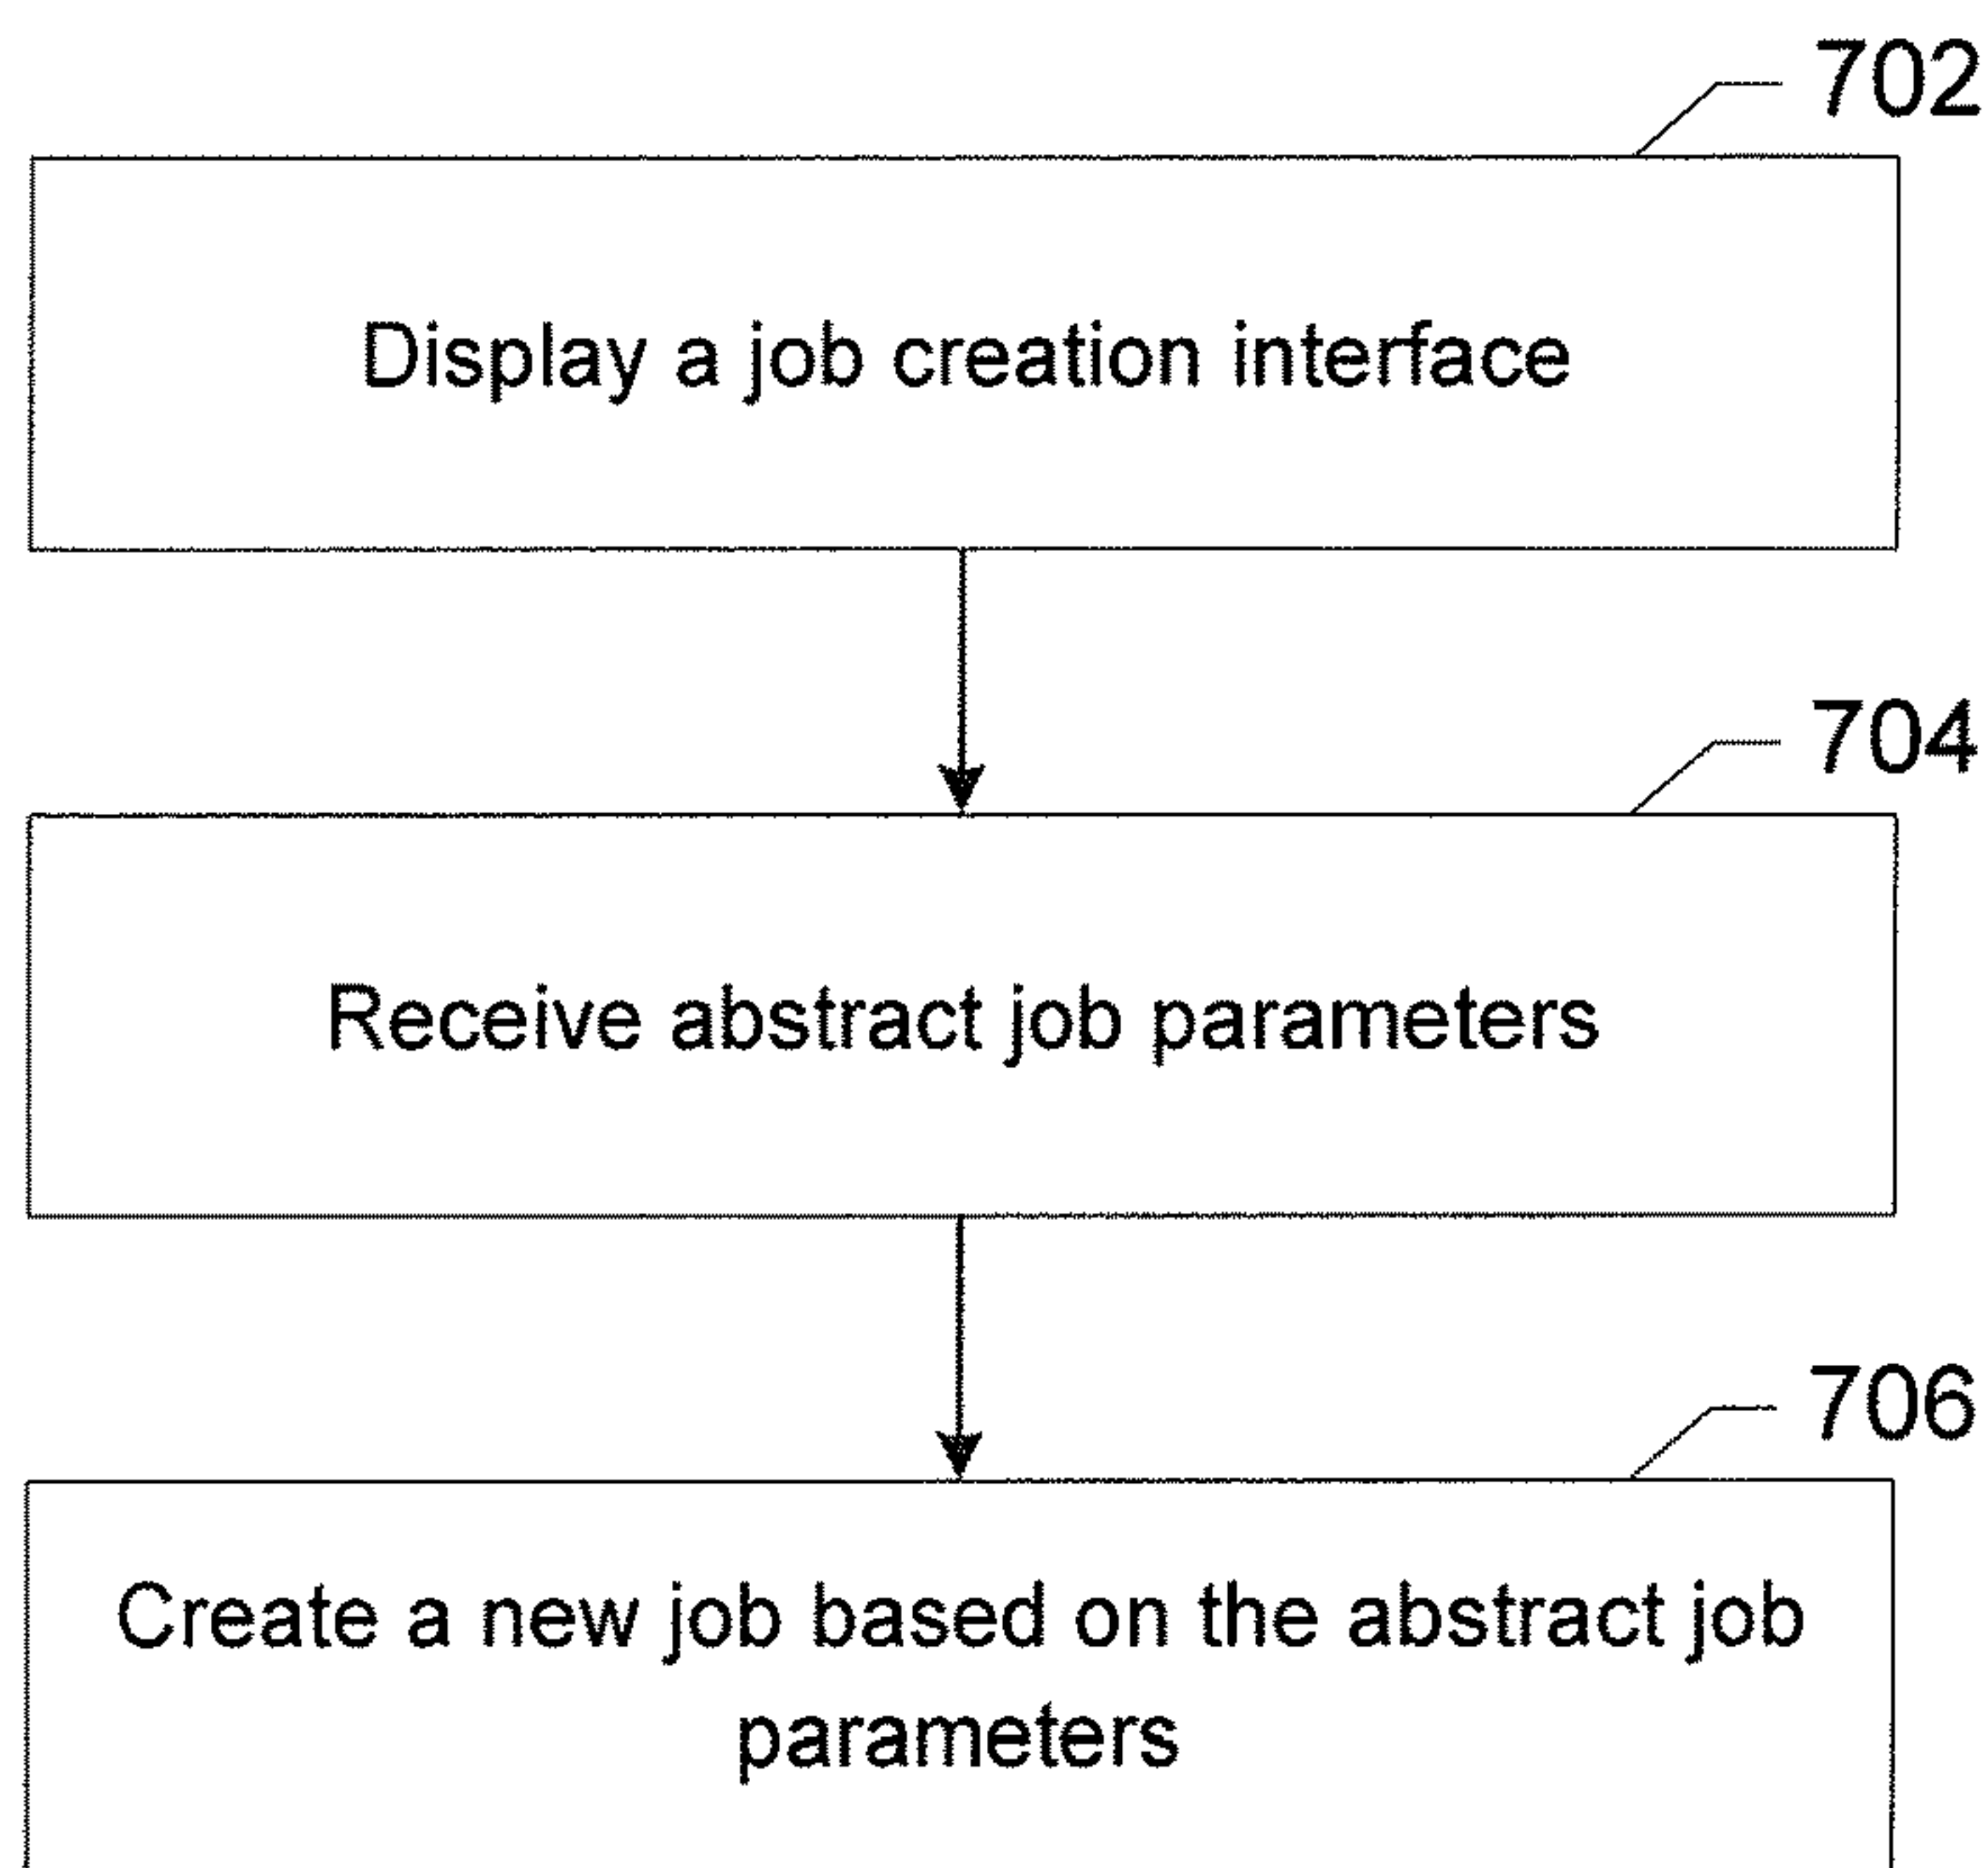 702
Display a job creation interface
704
Receive abstract job parameters
706
Create a new job based on the abstract job
parameters